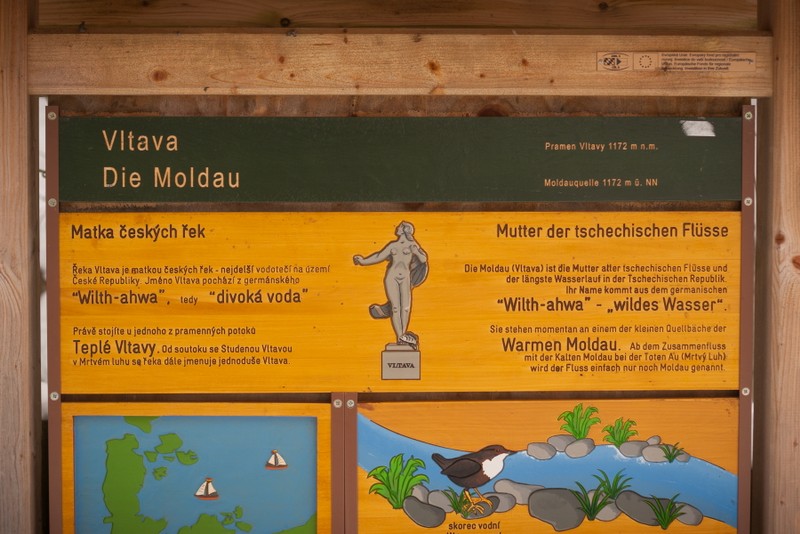 Vltava
Die Moldau
Pramen Vltavy 1172 m n.m.
Moldauquelle 1172 m ü. NN
Matka českých řek
Řeka Vltava je matkou českých řek - nejdelší vodotečí na území
České Republiky. Jméno Vltava pochází z germánského
“Wilth-ahwa”, tedy “divoká voda”
Právě stojíte u jednoho z pramenných potoků
Teplé Vltavy. Od soutoku se Studenou Vltavou
v Mrtvém luhu se řeka dále jmenuje jednoduše Vltava.
VLTAVA
Mutter der tschechischen Flüsse
Die Moldau (Vltava) ist die Mutter atter tschechischen Flüsse und
der längste Wasserlauf in der Tschechischen Republik.
Ihr Name kommt aus dem germanischen
“Wilth-ahwa” - „wildes Wasser“.
Sie stehen momentan an einem der kleinen Quellbäche der
Warmen Moldau. Ab dem Zusammenfluss
mit der Kalten Moldau bei der Toten Au (Mrtvý Luh)
wird der Fluss einfach nur noch Moldau genannt.
skorec vodní